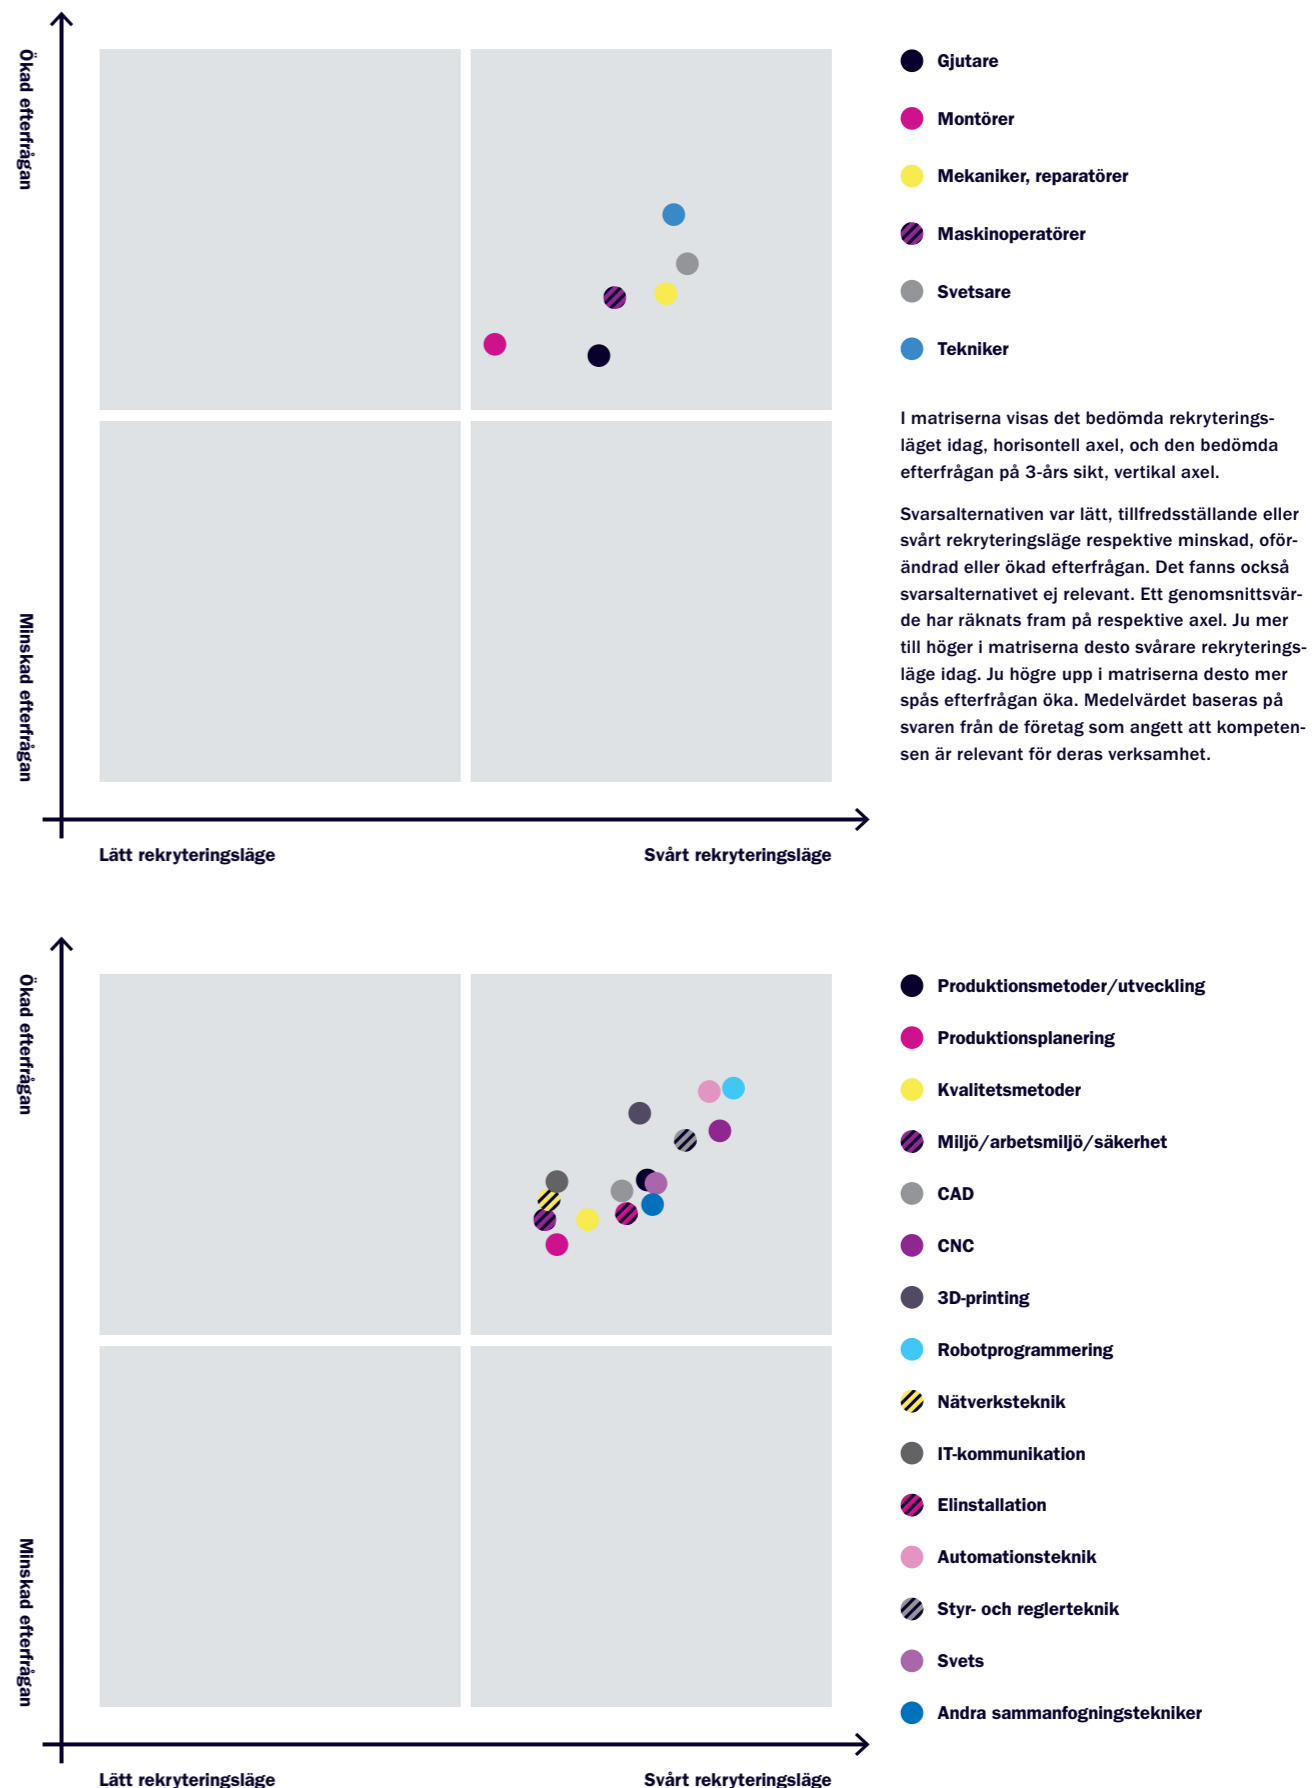 Ökad efterfrågan
Minskad efterfrågan
Lätt rekryteringsläge
Svårt rekryteringsläge
Gjutare
Montörer
Mekaniker, reparatörer
Maskinoperatörer
Svetsare
Tekniker
I matriserna visas det bedömda rekryterings-
läget idag, horisontell axel, och den bedömda
efterfrågan på 3-års sikt, vertikal axel.
Svarsalternativen var lätt, tillfredsställande eller
svårt rekryteringsläge respektive minskad, oför-
ändrad eller ökad efterfrågan. Det fanns också
svarsalternativet ej relevant. Ett genomsnittsvär-
de har räknats fram på respektive axel. Ju mer
till höger i matriserna desto svårare rekryterings-
läge idag. Ju högre upp i matriserna desto mer
spås efterfrågan öka. Medelvärdet baseras på
svaren från de företag som angett att kompeten-
sen är relevant för deras verksamhet.
Ökad efterfrågan
Minskad efterfrågan
Lätt rekryteringsläge
Svårt rekryteringsläge
Produktionsmetoder/utveckling
Produktionsplanering
Kvalitetsmetoder
Miljö/arbetsmiljö/säkerhet
CAD
CNC
3D-printing
Robotprogrammering
Nätverksteknik
IT-kommunikation
Elinstallation
Automationsteknik
Styr- och reglerteknik
Svets
Andra sammanfogningstekniker